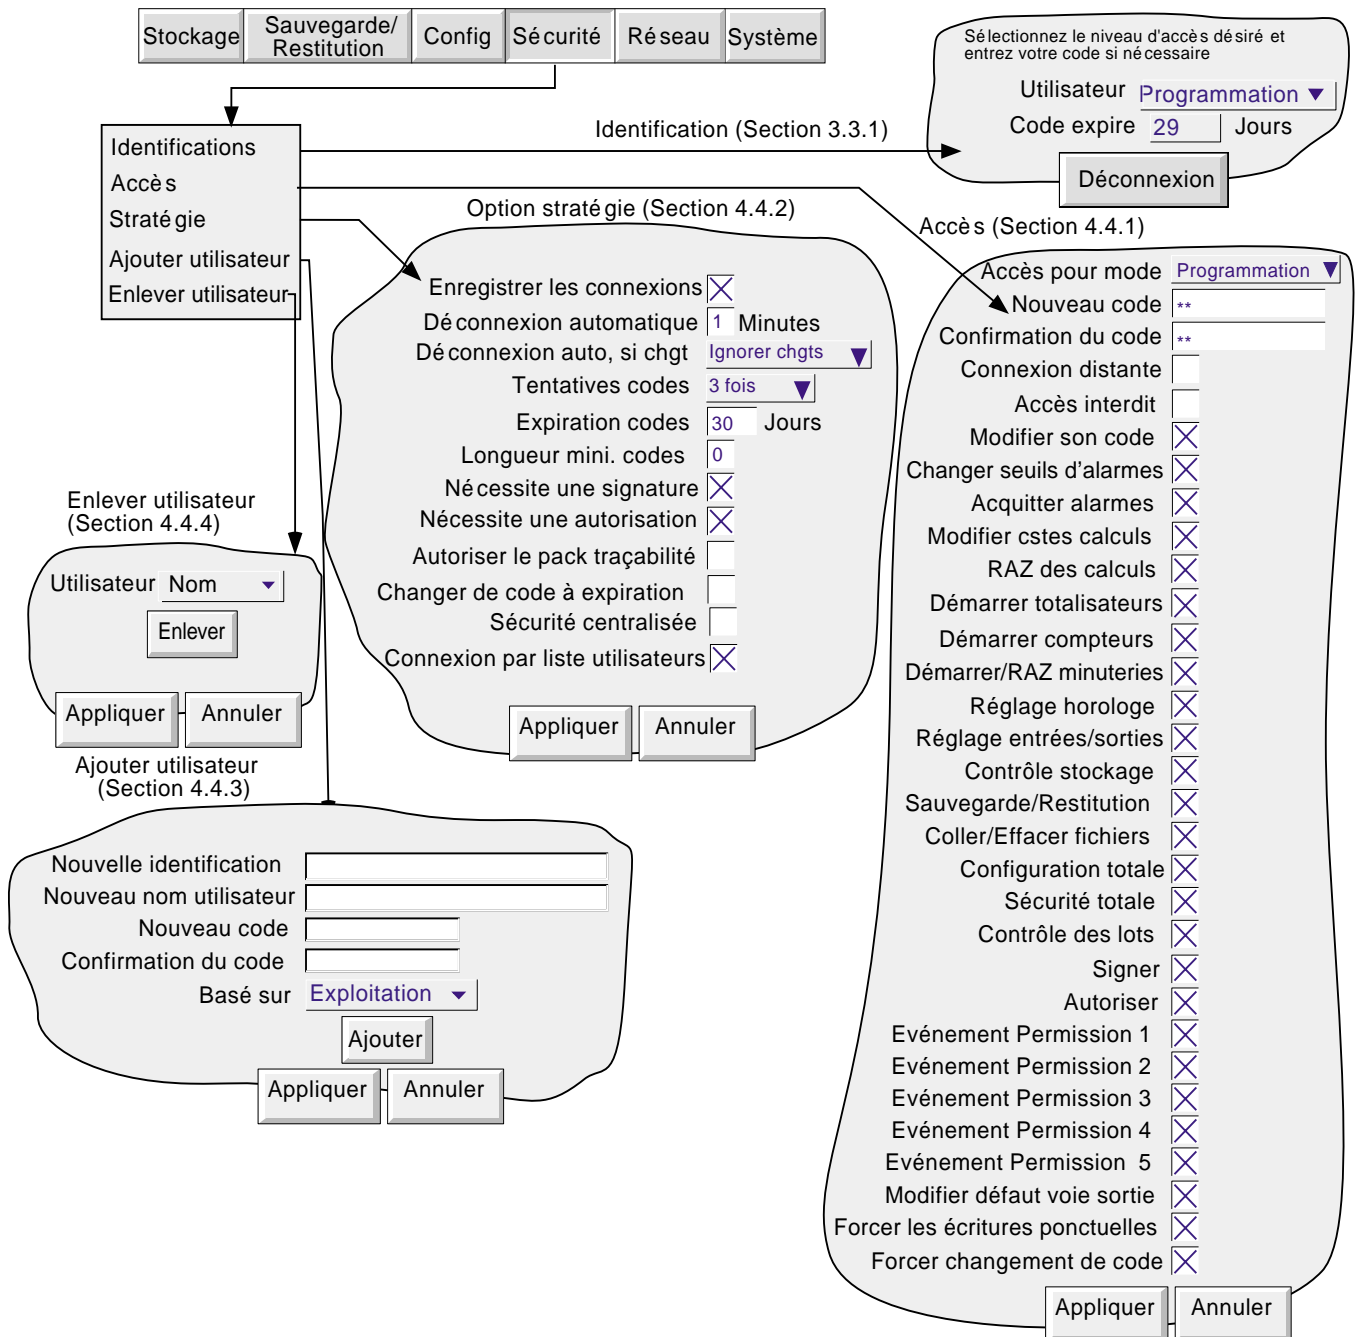 Stockage
Sauvegarde/
Restitution
Config
Sécurité
Réseau
Système
Sélectionnez le niveau d'accès désiré et
entrez votre code si nécessaire
Utilisateur Programmation
Code expire 29 Jours
Déconnexion
Identifications
Accès
Stratégie
Ajouter utilisateur
Enlever utilisateur
Identification (Section 3.3.1)
Option stratégie (Section 4.4.2)
Enregistrer les connexions
Déconnexion automatique 1 Minutes
Déconnexion auto, si chgt Ignorer chgts
Tentatives codes 3 fois
Expiration codes 30 Jours
Longueur mini. codes 0
Nécessite une signature
Nécessite une autorisation
Autoriser le pack traçabilité
Changer de code à expiration
Sécurité centralisée
Connexion par liste utilisateurs
Appliquer Annuler
Accès (Section 4.4.1)
Accès pour mode Programmation
Nouveau code **
Confirmation du code **
Connexion distante
Accès interdit
Modifier son code
Changer seuils d'alarmes
Acquitter alarmes
Modifier cstes calculs
RAZ des calculs
Démarrer totalisateurs
Démarrer compteurs
Démarrer/RAZ minuteries
Réglage horologe
Réglage entrées/sorties
Contrôle stockage
Sauvegarde/Restitution
Coller/Effacer fichiers
Configuration totale
Sécurité totale
Contrôle des lots
Signer
Autoriser
Evénement Permission 1
Evénement Permission 2
Evénement Permission 3
Evénement Permission 4
Evénement Permission 5
Modifier défaut voie sortie
Forcer les écritures ponctuelles
Forcer changement de code
Appliquer Annuler
Enlever utilisateur
(Section 4.4.4)
Utilisateur Nom
Enlever
Appliquer Annuler
Ajouter utilisateur
(Section 4.4.3)
Nouvelle identification
Nouveau nom utilisateur
Nouveau code
Confirmation du code
Basé sur Exploitation
Ajouter
Appliquer Annuler